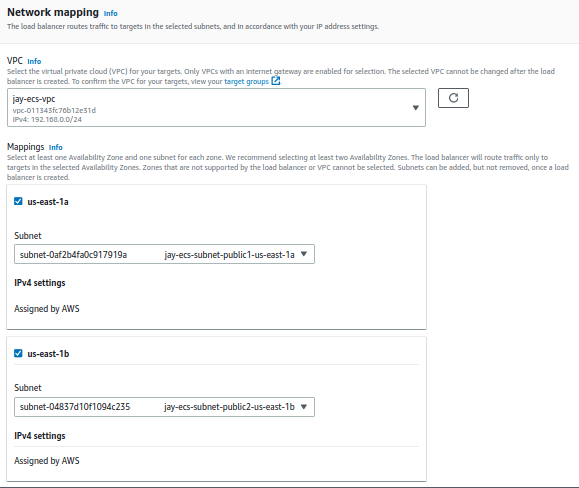 Network mapping Info
The load balancer routes traffic to targets in the selected subnets, and in accordance with your IP address settings.
VPC Info
Select the virtual private cloud (VPC) for your targets. Only VPCs with an Internet gateway are enabled for selection. The selected VPC cannot be changed after the load
balancer is created. To confirm the VPC for your targets, view your target groups
jay-ecs-vpc
vpc-011343fc76b12e31d
IPv4: 192.168.0.0/24
Mappings Info
Select at least one Availability Zone and one subnet for each zone. We recommend selecting at least two Availability Zones. The load balancer will route traffic only to
targets in the selected Availability Zones. Zones that are not supported by the load balancer or VPC cannot be selected. Subnets can be added, but not removed, once a load
balancer is created.
us-east-1a
Subnet
subnet-0af2b4fa0c917919a jay-ecs-subnet-public1-us-east-1a
IPv4 settings
Assigned by AWS
us-east-1b
Subnet
subnet-04837d10f1094c235 jay-ecs-subnet-public2-us-east-1b
IPv4 settings
Assigned by AWS